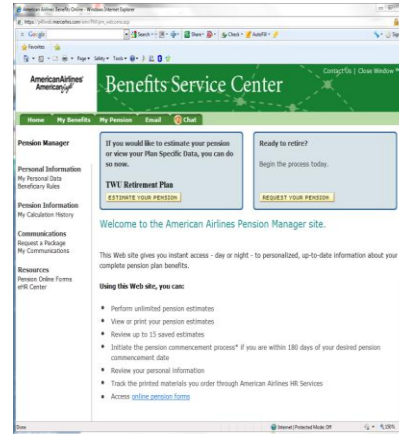 American Airlines Benefits Online - Windows Internet Explorer
Google
Search
Share
Check
AutoFill
Sign
Favorites
Page
Safety
Tools
AmericanAirlines
Benefits Service Center
Contact Us | Close Window
Home My Benefits My Pension Email Chat
Pension Manager
Personal Information
My Personal Data
Beneficiary Rules
Pension Information
My Calculation History
Communications
Request a Package
My Communications
Resources
Pension Online Forms
eHR Center
If you would like to estimate your pension
or view your Plan Specific Data, you can do
so now.
TWU Retirement Plan
ESTIMATE YOUR PENSION
Ready to retire?
Begin the process today.
REQUEST YOUR PENSION
Welcome to the American Airlines Pension Manager site.
This Web site gives you instant access - day or night - to personalized, up-to-date information about your
complete pension plan benefits.
Using this Web site, you can:
• Perform unlimited pension estimates
• View or print your pension estimates
• Review up to 15 saved estimates
• Initiate the pension commencement process* if you are within 180 days of your desired pension
commencement date
• Review your personal information
• Track the printed materials you order through American Airlines HR Services
• Access online pension forms
Done
Internet | Protected Mode: Off